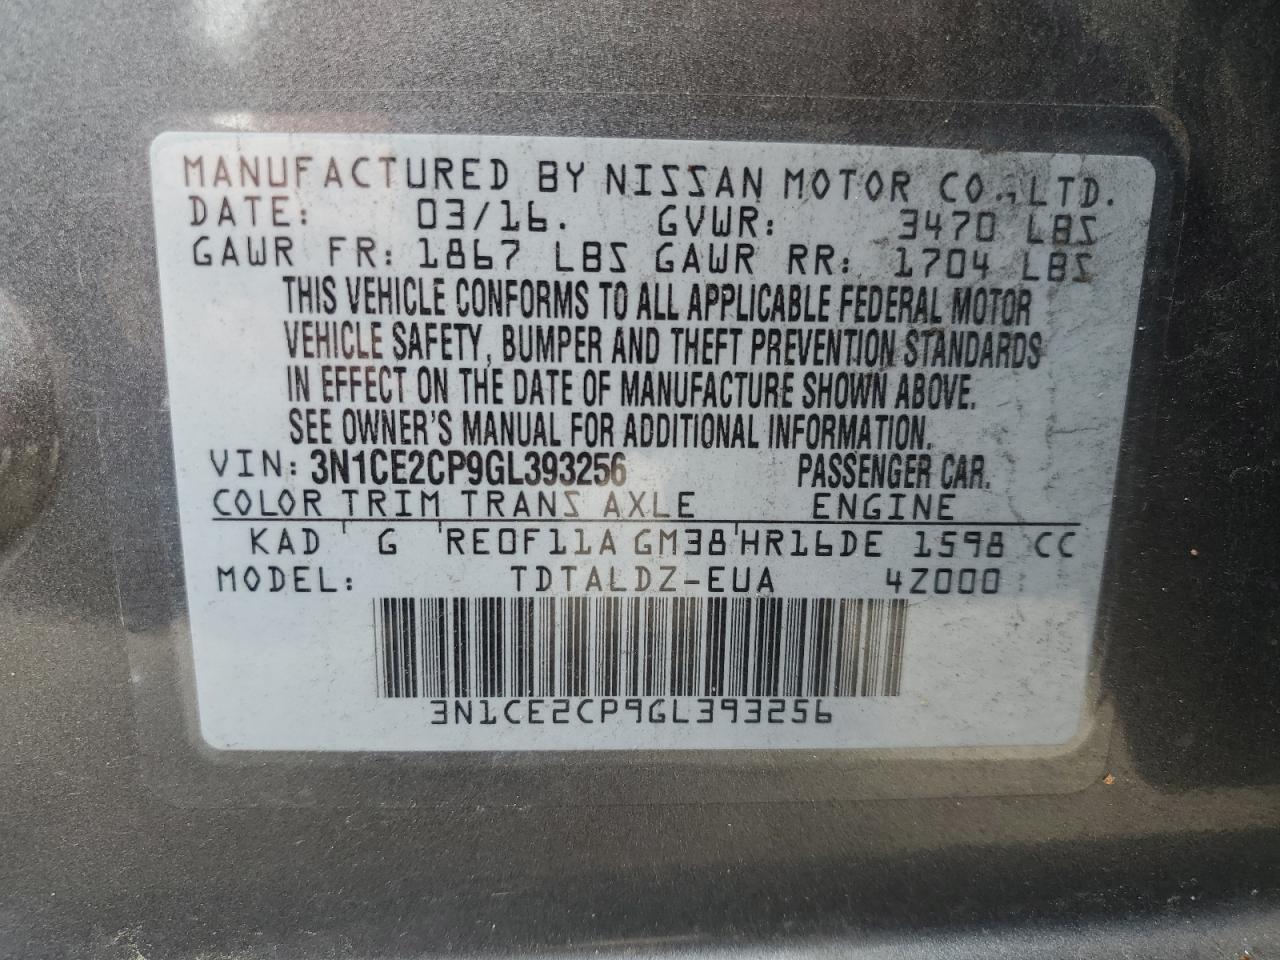 MANUFACTURED BY NISSAN MOTOR CO., LTD.
DATE: 03/16. GVWR: 3470 LBS
GAWR FR: 1867 LBS GAWR RR: 1704 LBS
THIS VEHICLE CONFORMS TO ALL APPLICABLE FEDERAL MOTOR
VEHICLE SAFETY, BUMPER AND THEFT PREVENTION STANDARDS
IN EFFECT ON THE DATE OF MANUFACTURE SHOWN ABOVE.
SEE OWNER'S MANUAL FOR ADDITIONAL INFORMATION.
VIN: 3N1CE2CP9GL393256 PASSENGER CAR.
COLOR TRIM TRANS AXLE ENGINE
KAD G RE0F11A GM38 HR16DE 1598 CC
MODEL: TDTALDZ-EUA 4Z000
3N1CE2CP9GL393256